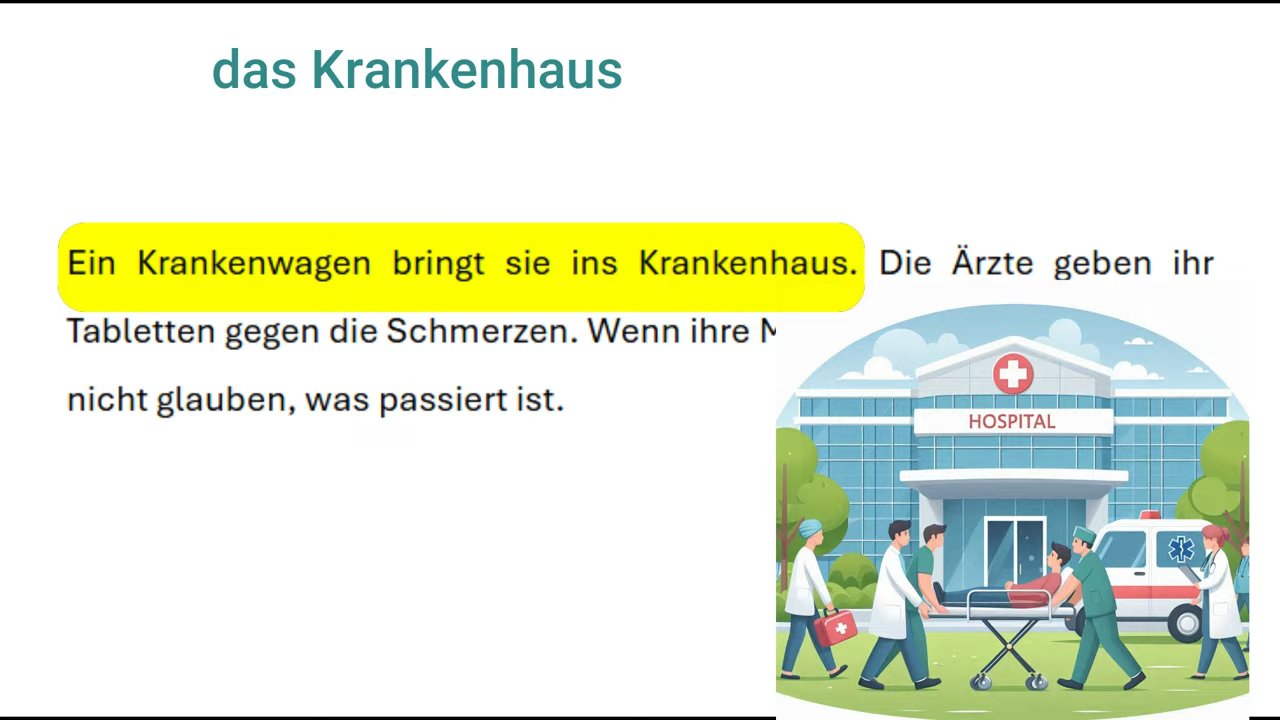 das Krankenhaus
Ein Krankenwagen bringt sie ins Krankenhaus. Die Ärzte geben ihr
Tabletten gegen die Schmerzen. Wenn ihre
nicht glauben, was passiert ist.
HOSPITAL